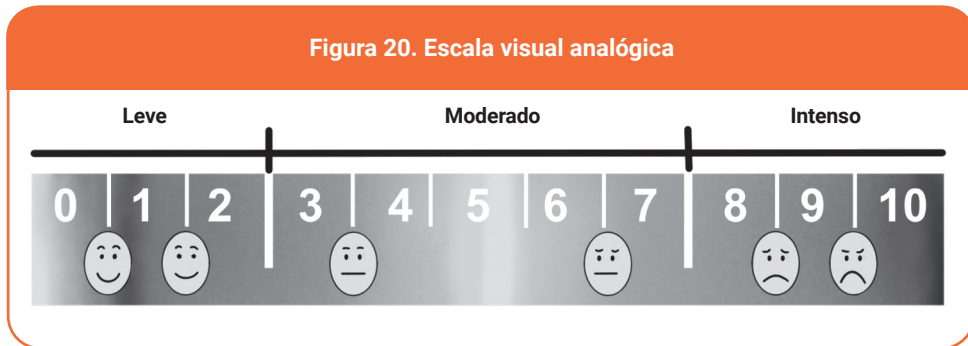 Figura 20. Escala visual analógica
Leve Moderado Intenso
0 1 2 3 4 5 6 7 8 9 10